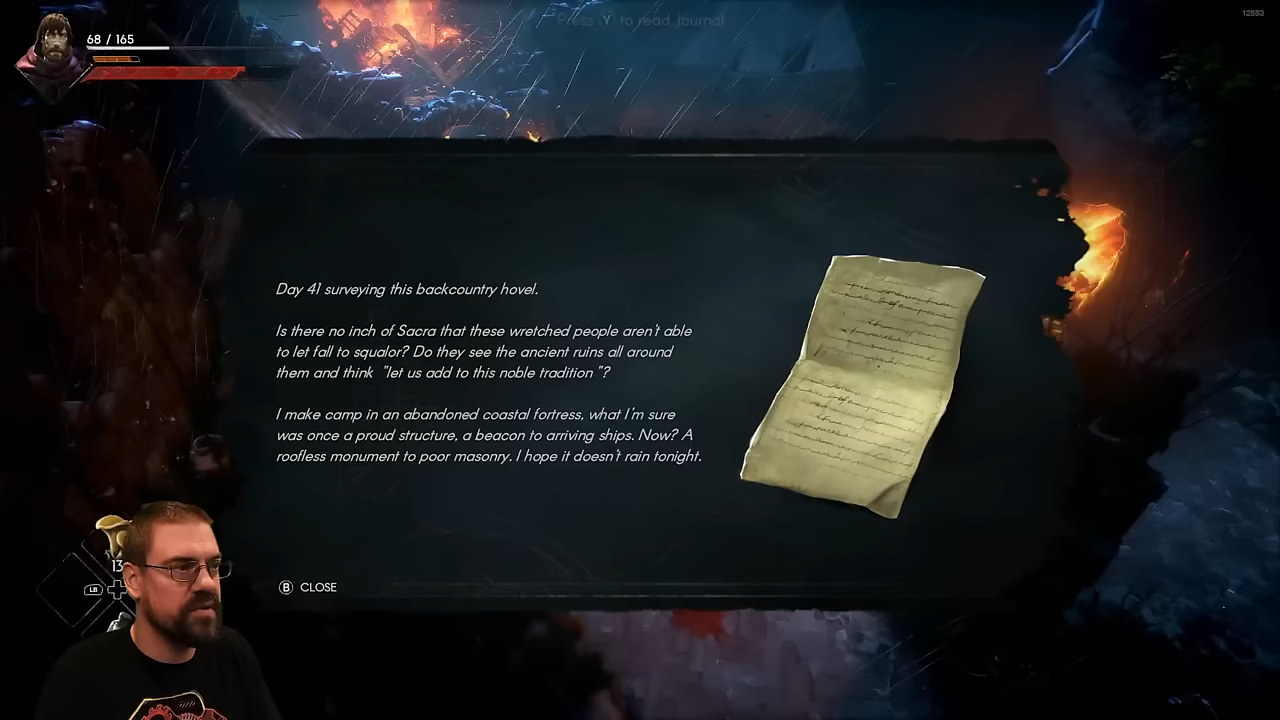 Press Y to read Journal
12553
68 / 165
Day 41 surveying this backcountry hovel.
Is there no inch of Sacra that these wretched people aren't able
to let fall to squalor? Do they see the ancient ruins all around
them and think "let us add to this noble tradition"?
I make camp in an abandoned coastal fortress, what I'm sure
was once a proud structure, a beacon to arriving ships. Now? A
roofless monument to poor masonry. I hope it doesn't rain tonight.
13
LB
B CLOSE